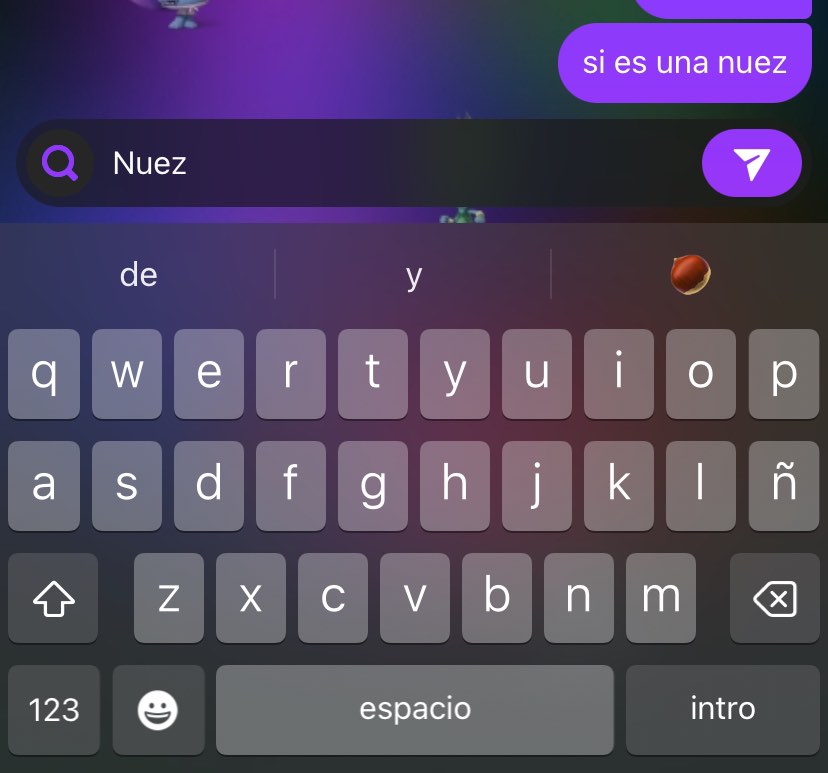 si es una nuez
Nuez
de y
q w e r t y u i o p
a s d f g h j k l ñ
z x c v b n m
123 espacio intro